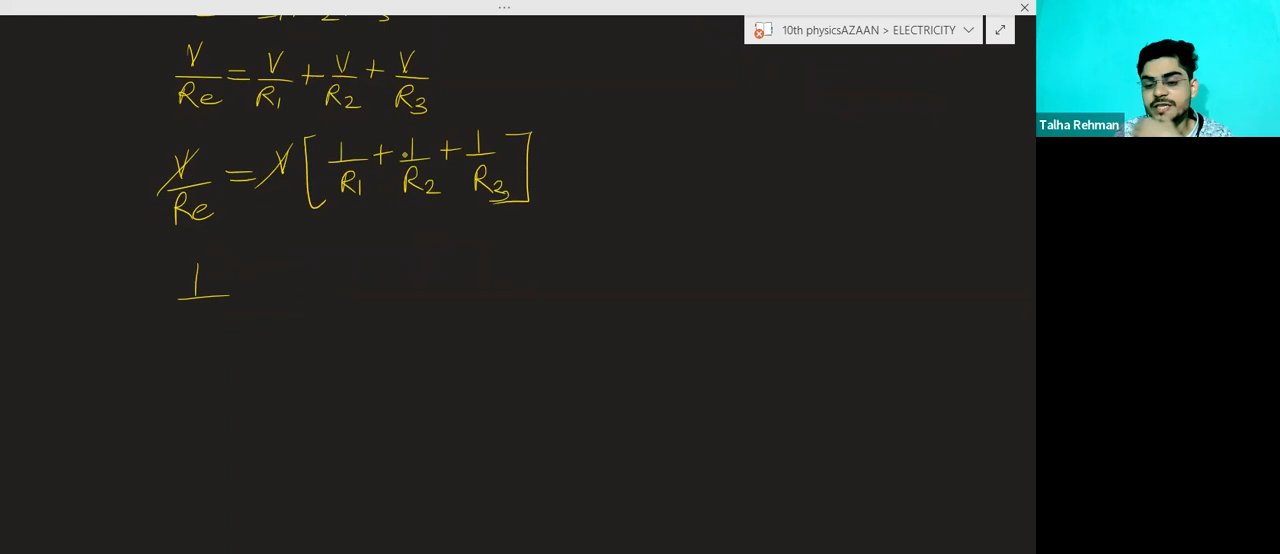 10th physicsAZAAN > ELECTRICITY
V/Re = V/R1 + V/R2 + V/R3
V/Re = V [ 1/R1 + 1/R2 + 1/R3 ]
1
Talha Rehman